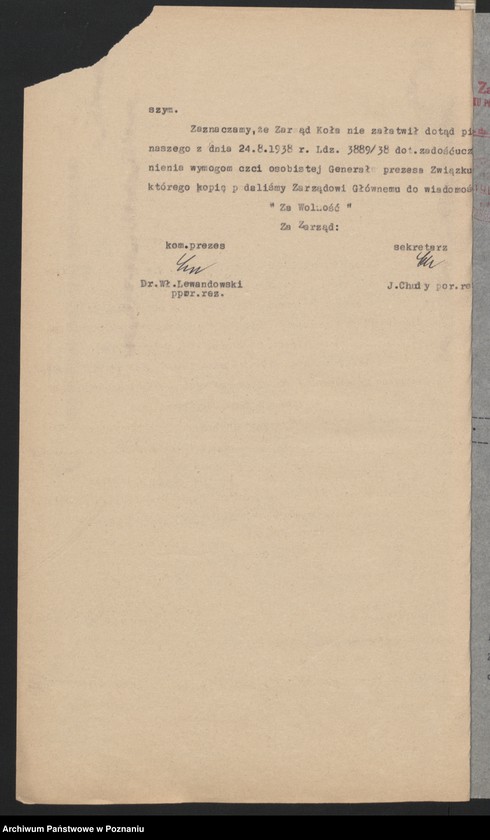 szym.
Zaznaczamy, że Zarząd Koła nie załatwił dotąd pi
naszego z dnia 24.8.1938 r. Ldz. 3889/38 dot.zadośćucz
nienia wymogom czci osobistej Generała prezesa Związku
którego kopię p daliśmy Zarządowi Głównemu do wiadomoś
" Za Wolność "
Za Zarząd:
kom.prezes sekretarz
Dr.Wł.Lewandowski J.Chudy por.re
ppor.rez.
Archiwum Państwowe w Poznaniu